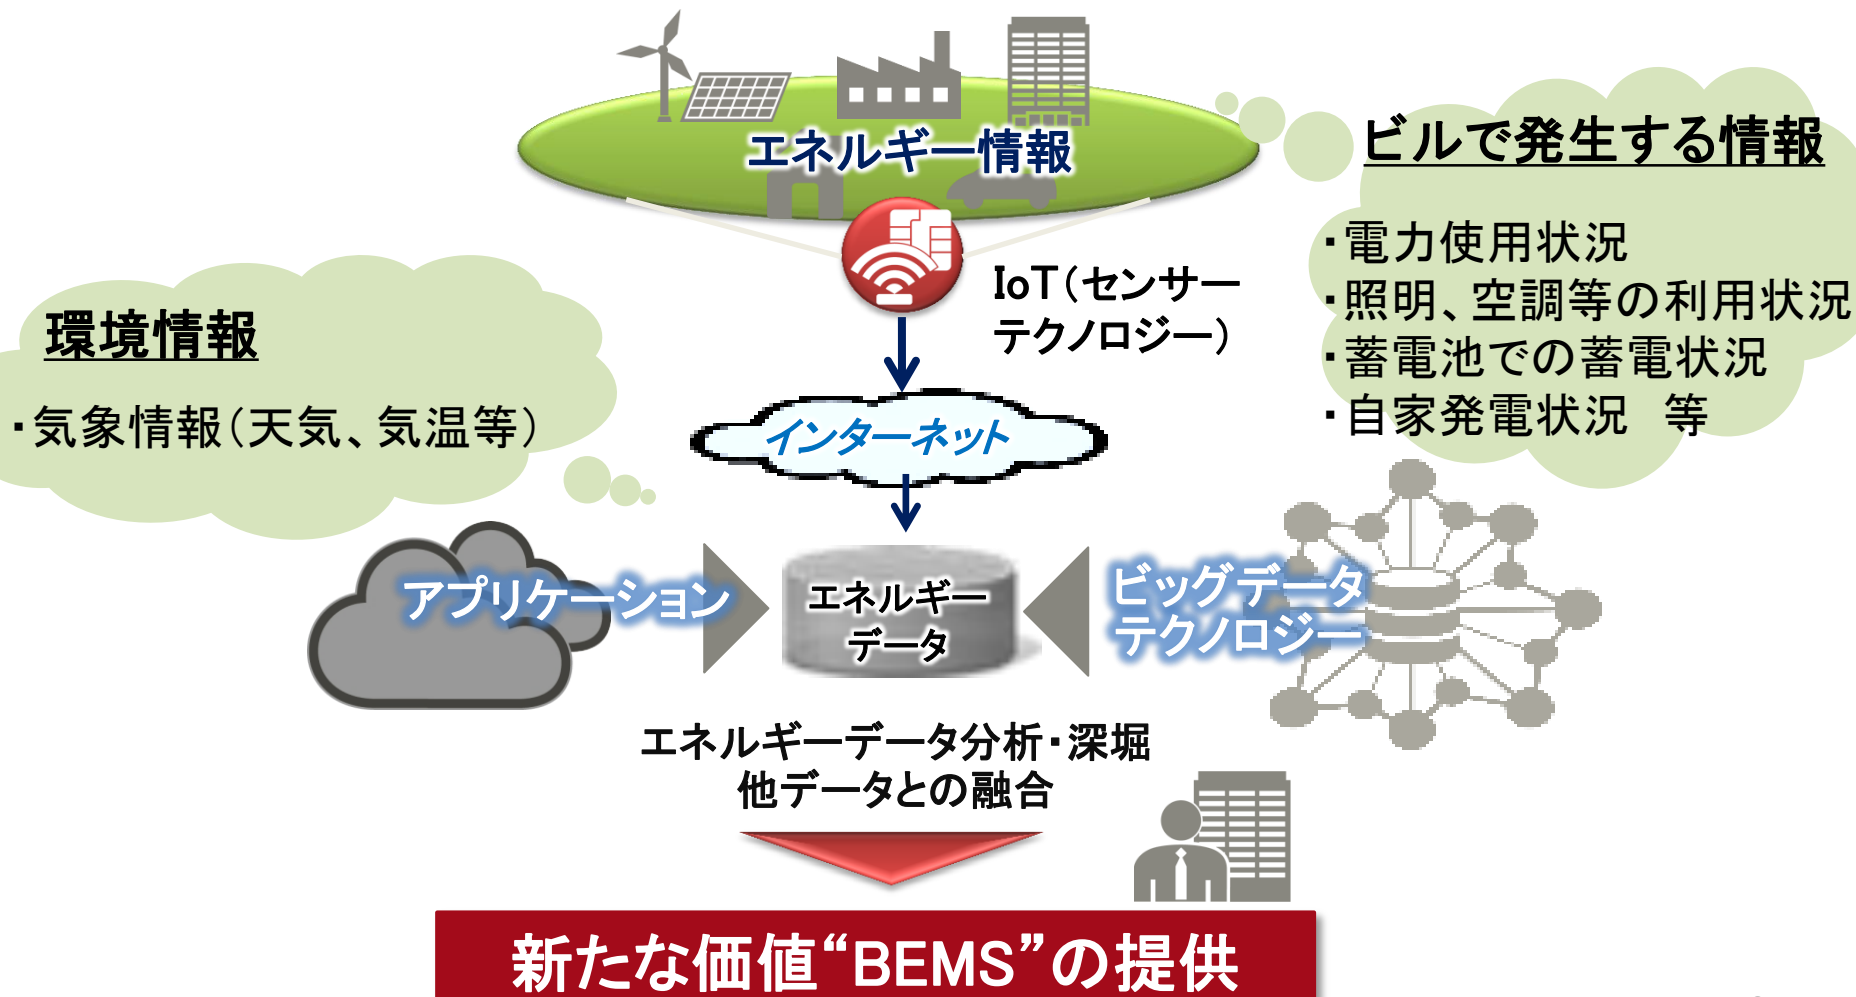 エネルギー情報
ビルで発生する情報
・電力使用状況
・照明、空調等の利用状況
・蓄電池での蓄電状況
・自家発電状況　等
IoT（センサー
テクノロジー）
環境情報
・気象情報（天気、気温等）
インターネット
アプリケーション
エネルギー
データ
ビッグデータ
テクノロジー
エネルギーデータ分析・深堀
他データとの融合
新たな価値“BEMS”の提供